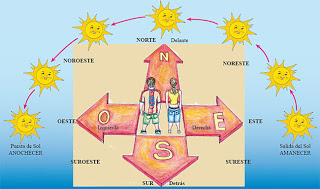 NORTE Delante
NOROESTE
NORESTE
N
OESTE
O
Izquierda
Derecha
E
ESTE
Puesta de Sol
ANOCHECER
Salida del Sol
AMANECER
S
SUROESTE
SURESTE
SUR Detrás